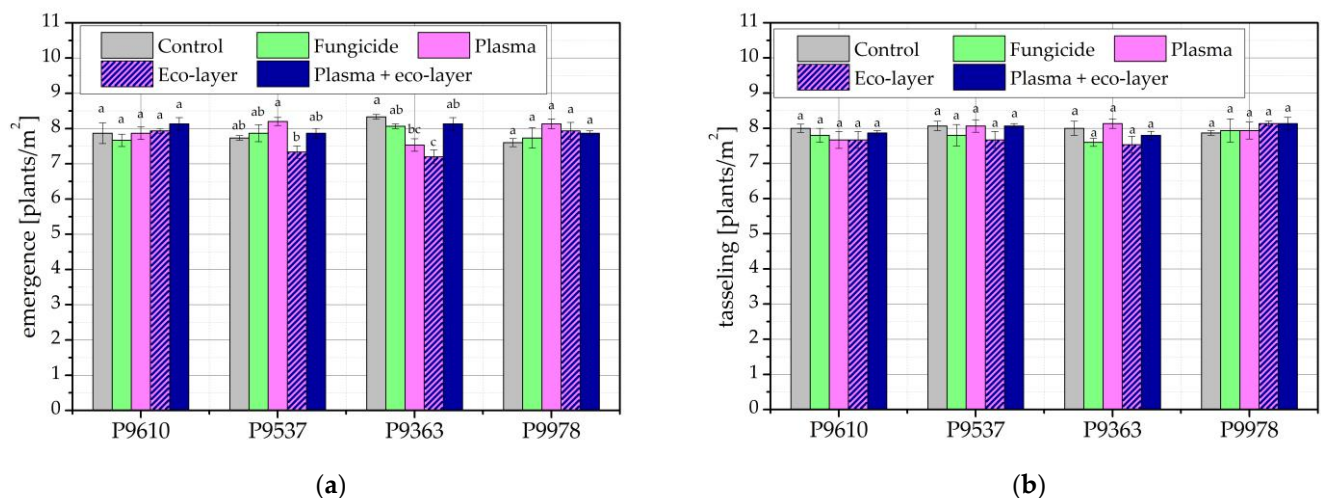 11
10
9
8
7
6
5
4
3
2
1
0
emergence [plants/m²]
Control Fungicide Plasma
Eco-layer Plasma + eco-layer
a a a a a
ab ab a b ab
a ab bc c ab
a a a a a
P9610 P9537 P9363 P9978
(a)
11
10
9
8
7
6
5
4
3
2
1
0
tasseling [plants/m²]
Control Fungicide Plasma
Eco-layer Plasma + eco-layer
a a a a a
a a a a a
a a a a a
a a a a a
P9610 P9537 P9363 P9978
(b)